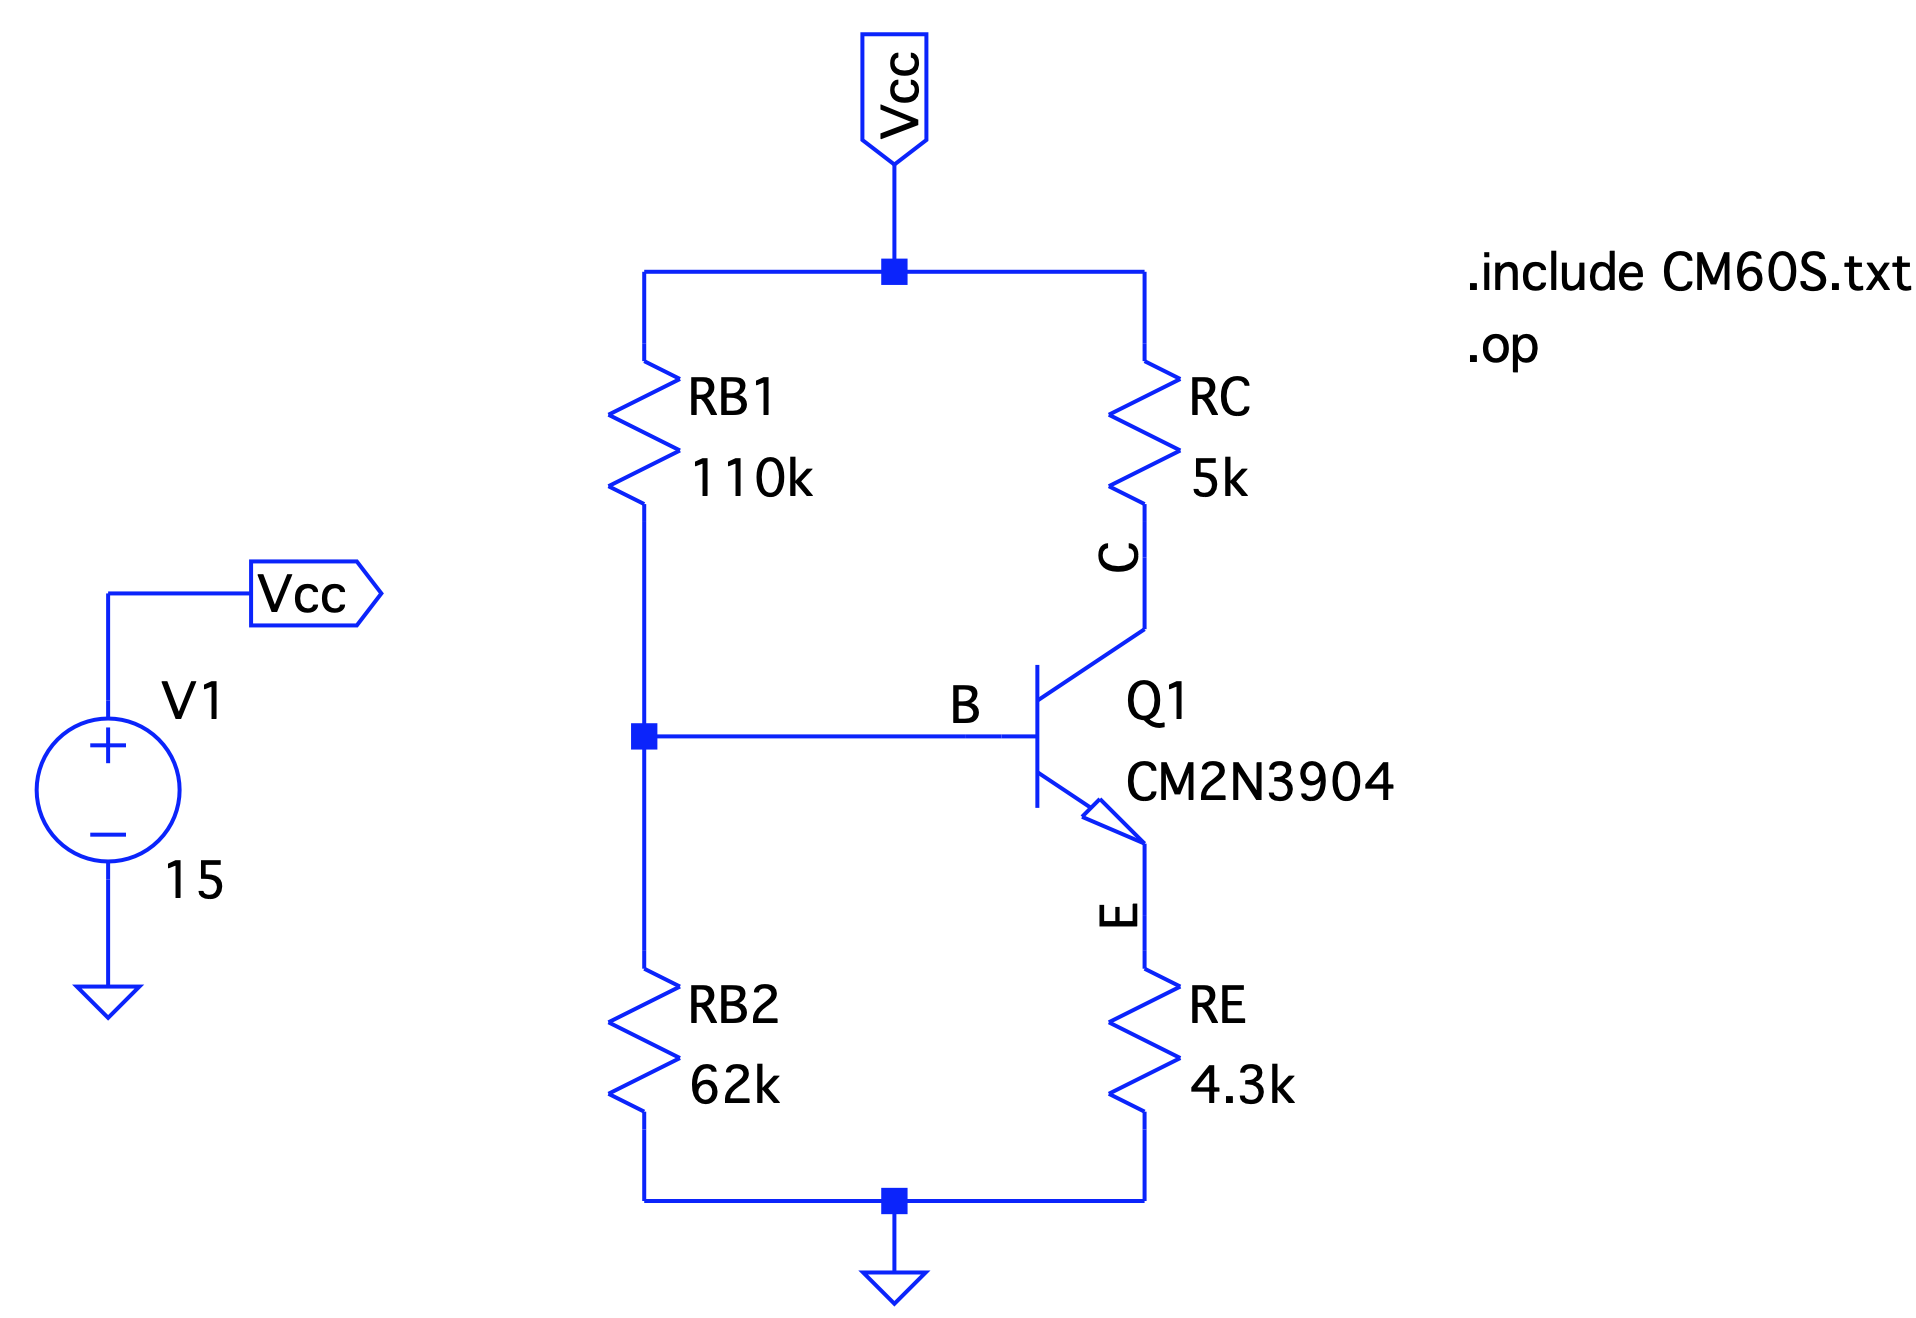 Vcc
.include CM60S.txt
.op
RB1
110k
RC
5k
C
Vcc
V1
15
B
Q1
CM2N3904
E
RB2
62k
RE
4.3k